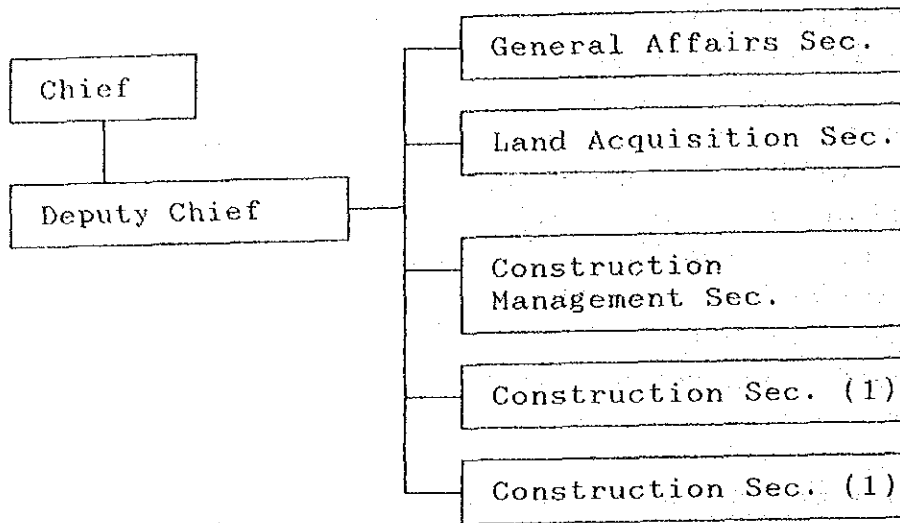 Chief
Deputy Chief
General Affairs Sec.
Land Acquisition Sec.
Construction
Management Sec.
Construction Sec. (1)
Construction Sec. (1)